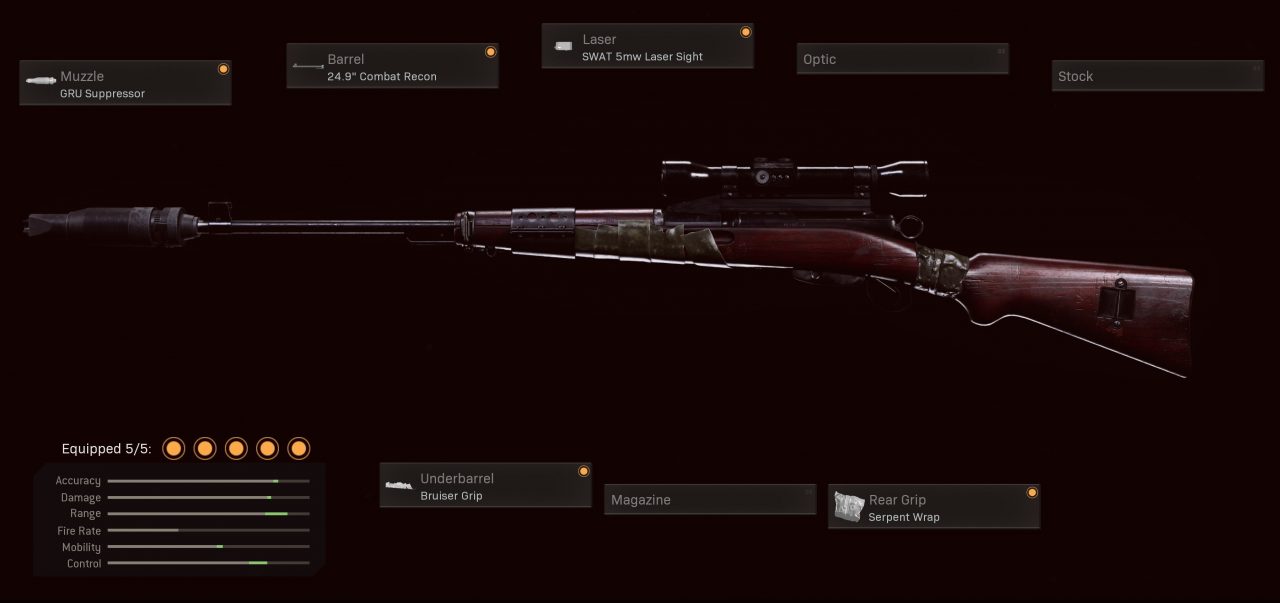 Muzzle
GRU Suppressor
Barrel
24.9" Combat Recon
Laser
SWAT 5mw Laser Sight
Optic
Stock
Equipped 5/5:
Accuracy
Damage
Range
Fire Rate
Mobility
Control
Underbarrel
Bruiser Grip
Magazine
Rear Grip
Serpent Wrap